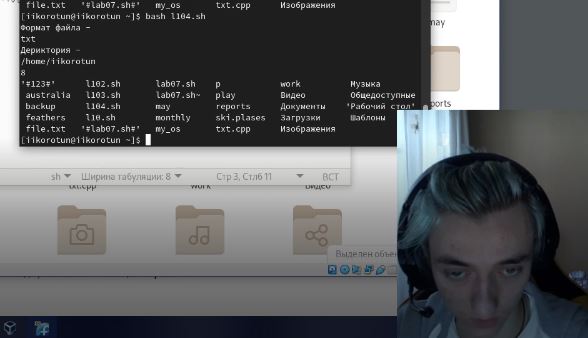 file.txt '#lab07.sh#' my_os txt.cpp Изображения
[iikorotun@iikorotun ~]$ bash l104.sh
Формат файла –
txt
Дериктория –
/home/iikorotun
8
'#123#' l102.sh lab07.sh p work Музыка
australia l103.sh lab07.sh~ play Видео Общедоступные
backup l104.sh may reports Документы 'Рабочий стол'
feathers l10.sh monthly ski.plases Загрузки Шаблоны
file.txt '#lab07.sh#' my_os txt.cpp Изображения
[iikorotun@iikorotun ~]$
may
ports
sh Ширина табуляции: 8 Стр 3, Стлб 11 ВСТ
txt.cpp work Видео
Выделен объек